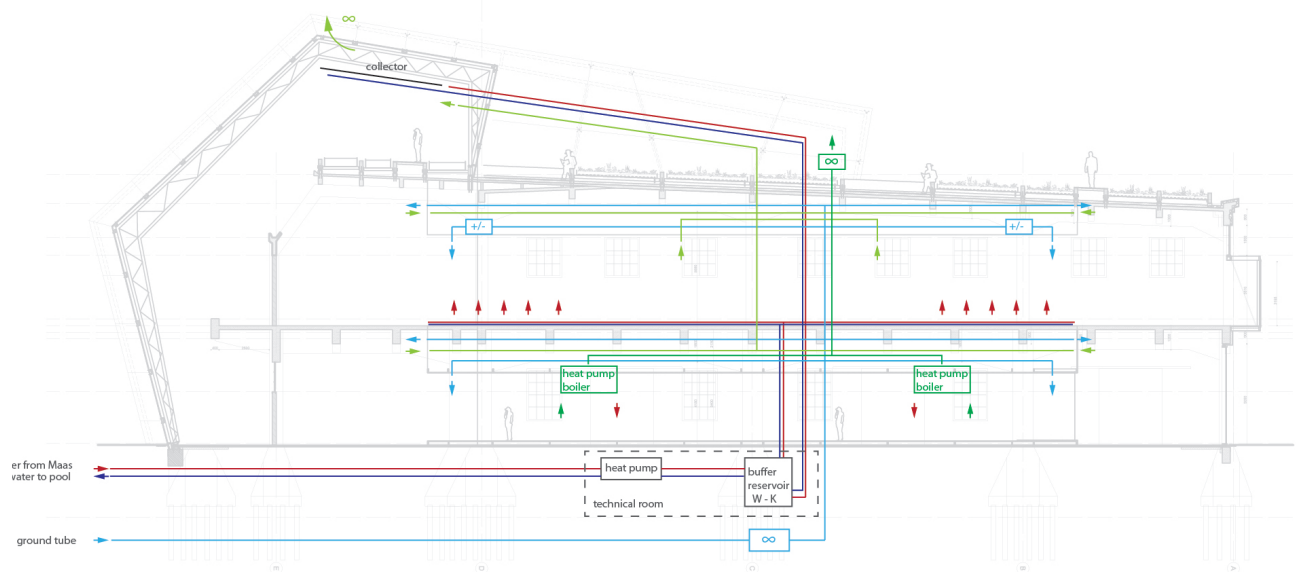 ∞
collector
∞
+/-
+/-
heat pump
boiler
heat pump
boiler
er from Maas
water to pool
heat pump
buffer
reservoir
W - K
technical room
ground tube
∞
E
D
C
B
A